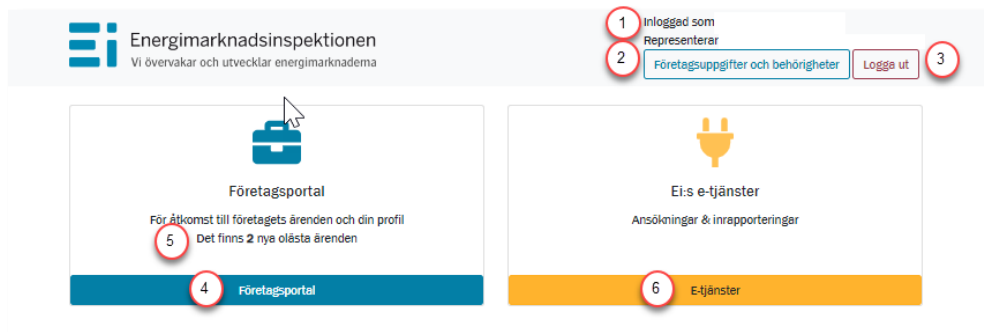 Ei Energimarknadsinspektionen
Vi övervakar och utvecklar energimarknaderna
1 Inloggad som
Representerar
2 Företagsuppgifter och behörigheter Logga ut 3
Företagsportal
För åtkomst till företagets ärenden och din profil
5 Det finns 2 nya olästa ärenden
4 Företagsportal
Ei:s e-tjänster
Ansökningar & inrapporteringar
6 E-tjänster